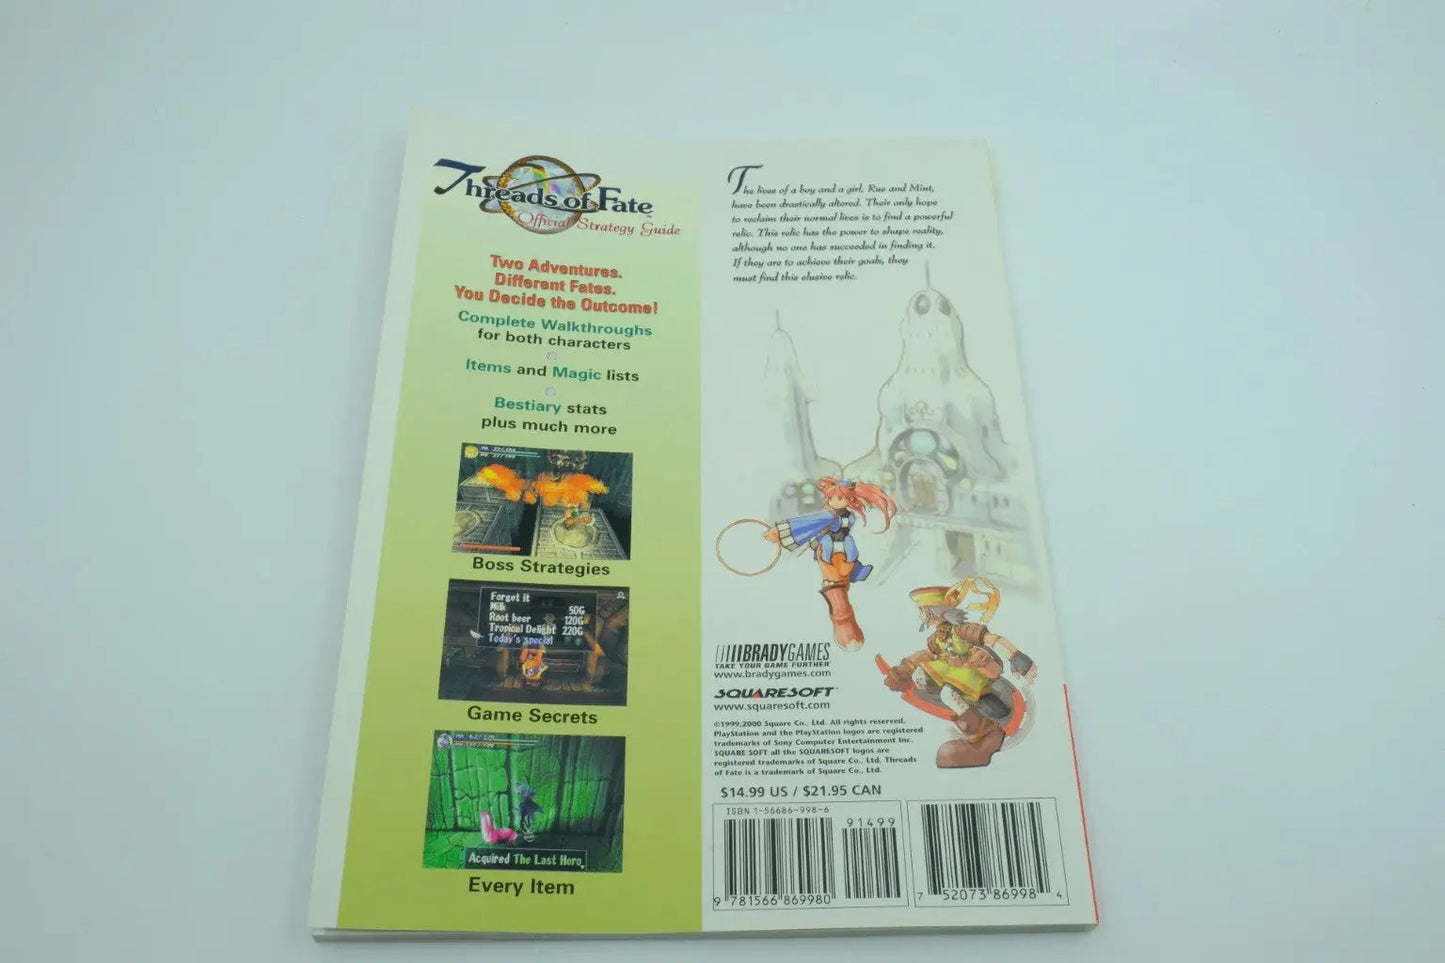 Threads of Fate™
Official Strategy Guide
Two Adventures.
Different Fates.
You Decide the Outcome!
Complete Walkthroughs
for both characters
Items and Magic lists
Bestiary stats
plus much more
Boss Strategies
Forget it
Milk 50G
Root beer 120G
Tropical Delight 220G
Today's special
Game Secrets
Acquired The Last Hero
Every Item
The lives of a boy and a girl, Rue and Mint,
have been drastically altered. Their only hope
to reclaim their normal lives is to find a powerful
relic. This relic has the power to shape reality,
although no one has succeeded in finding it.
If they are to achieve their goals, they
must find this elusive relic.
BRADYGAMES
TAKE YOUR GAME FURTHER
www.bradygames.com
SQUARESOFT
www.squaresoft.com
©1999,2000 Square Co., Ltd. All rights reserved.
PlayStation and the PlayStation logos are registered
trademarks of Sony Computer Entertainment Inc.
SQUARE SOFT all the SQUARESOFT logos are
registered trademarks of Square Co., Ltd. Threads
of Fate is a trademark of Square Co., Ltd.
$14.99 US / $21.95 CAN
ISBN 1-56686-998-6
91499
9 781566 869980
7 52073 86998 4